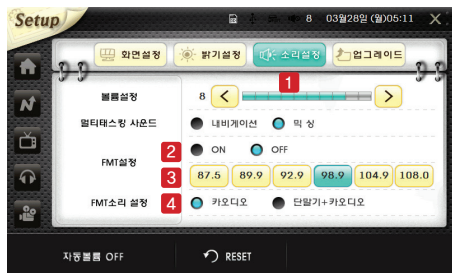 Setup 8 03월28일 (월)05:11 X
화면설정 밝기설정 소리설정 업그레이드
1
볼륨설정 8 < >
멀티태스킹 사운드 내비게이션 믹싱
2 ON OFF
FMT설정
3 87.5 89.9 92.9 98.9 104.9 108.0
FMT소리 설정 4 카오디오 단말기+카오디오
자동볼륨 OFF RESET